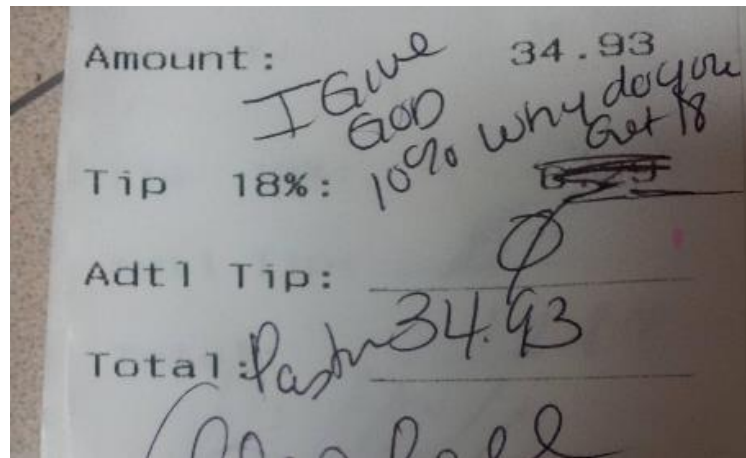 Amount: 34.93
I Give
GOD
10% why do you
Get 18
Tip 18%:
Adtl Tip: 0
Total: Pastor 34.93